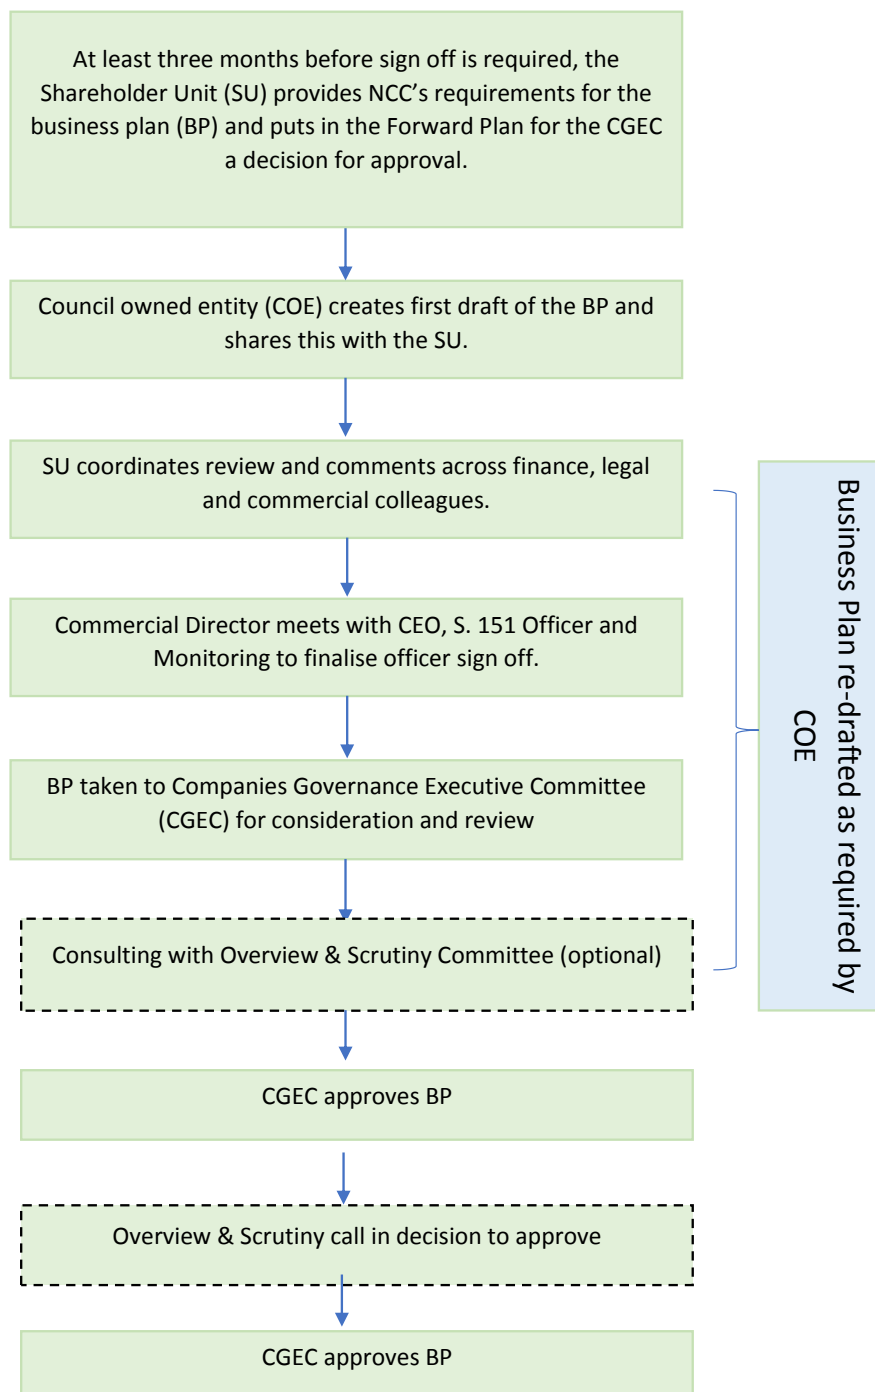 At least three months before sign off is required, the
Shareholder Unit (SU) provides NCC’s requirements for the
business plan (BP) and puts in the Forward Plan for the CGEC
a decision for approval.
Council owned entity (COE) creates first draft of the BP and
shares this with the SU.
SU coordinates review and comments across finance, legal
and commercial colleagues.
Commercial Director meets with CEO, S. 151 Officer and
Monitoring to finalise officer sign off.
BP taken to Companies Governance Executive Committee
(CGEC) for consideration and review
Consulting with Overview & Scrutiny Committee (optional)
Business Plan re-drafted as required by
COE
CGEC approves BP
Overview & Scrutiny call in decision to approve
CGEC approves BP